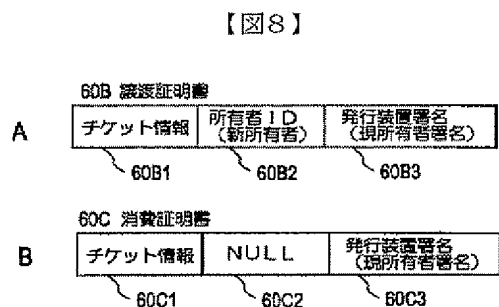 【図8】
60B 譲渡証明書
A
チケット情報 所有者ID 発行装置署名
(新所有者) (現所有者署名)
60B1 60B2 60B3
60C 消費証明書
B
チケット情報 NULL 発行装置署名
(現所有者署名)
60C1 60C2 60C3